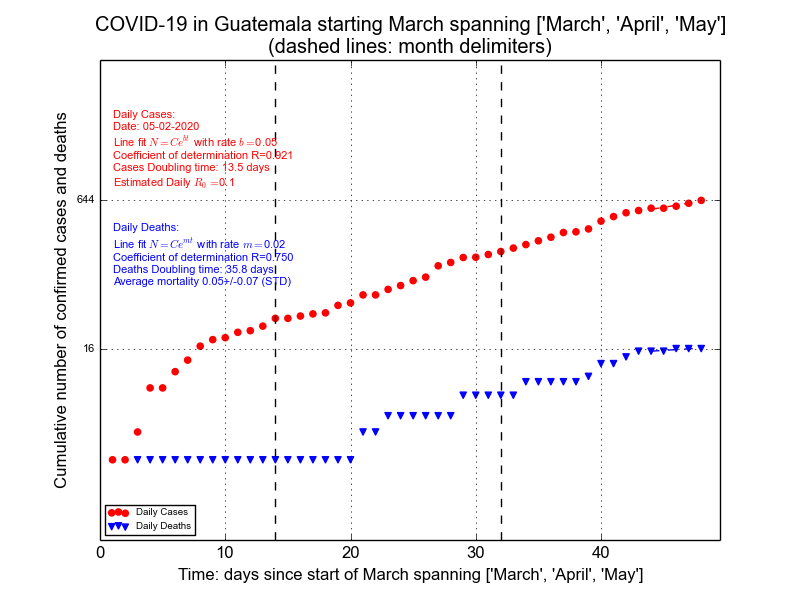 COVID-19 in Guatemala starting March spanning ['March', 'April', 'May']
(dashed lines: month delimiters)
Daily Cases:
Date: 05-02-2020
Line fit N = Ce^{bt} with rate b = 0.05
Coefficient of determination R=0.921
Cases Doubling time: 13.5 days
Estimated Daily R_0 = 0.1
644
Daily Deaths:
Line fit N = Ce^{mt} with rate m = 0.02
Coefficient of determination R=0.750
Deaths Doubling time: 35.8 days
Average mortality 0.05+/-0.07 (STD)
16
Cumulative number of confirmed cases and deaths
Daily Cases
Daily Deaths
0 10 20 30 40
Time: days since start of March spanning ['March', 'April', 'May']